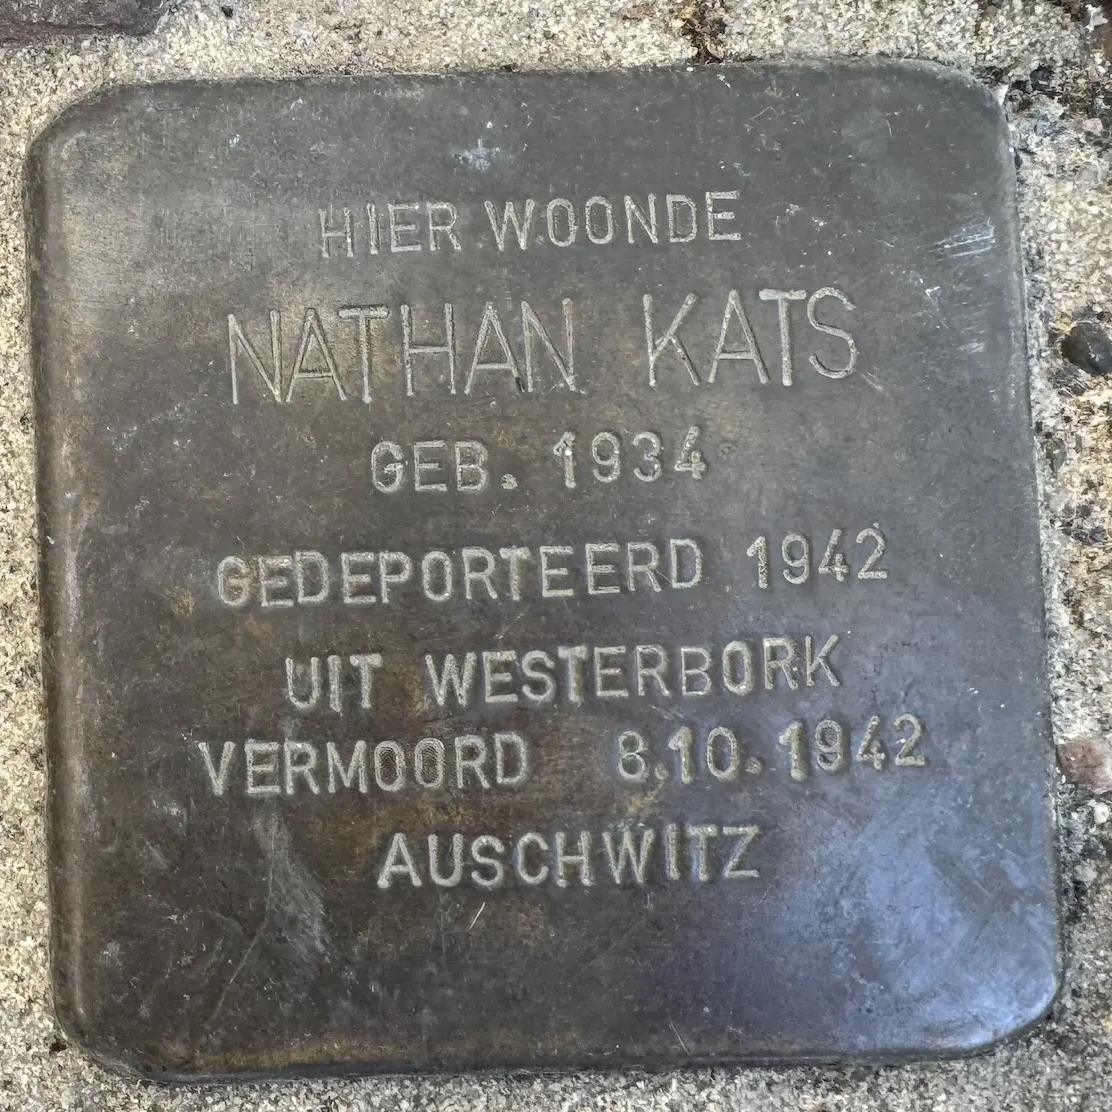 HIER WOONDE
NATHAN KATS
GEB. 1934
GEDEPORTEERD 1942
UIT WESTERBORK
VERMOORD 8.10.1942
AUSCHWITZ